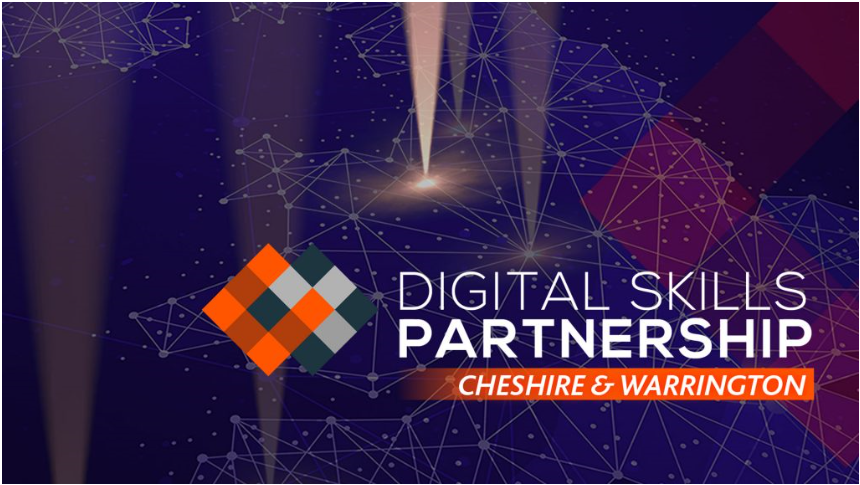 DIGITAL SKILLS
PARTNERSHIP
CHESHIRE & WARRINGTON